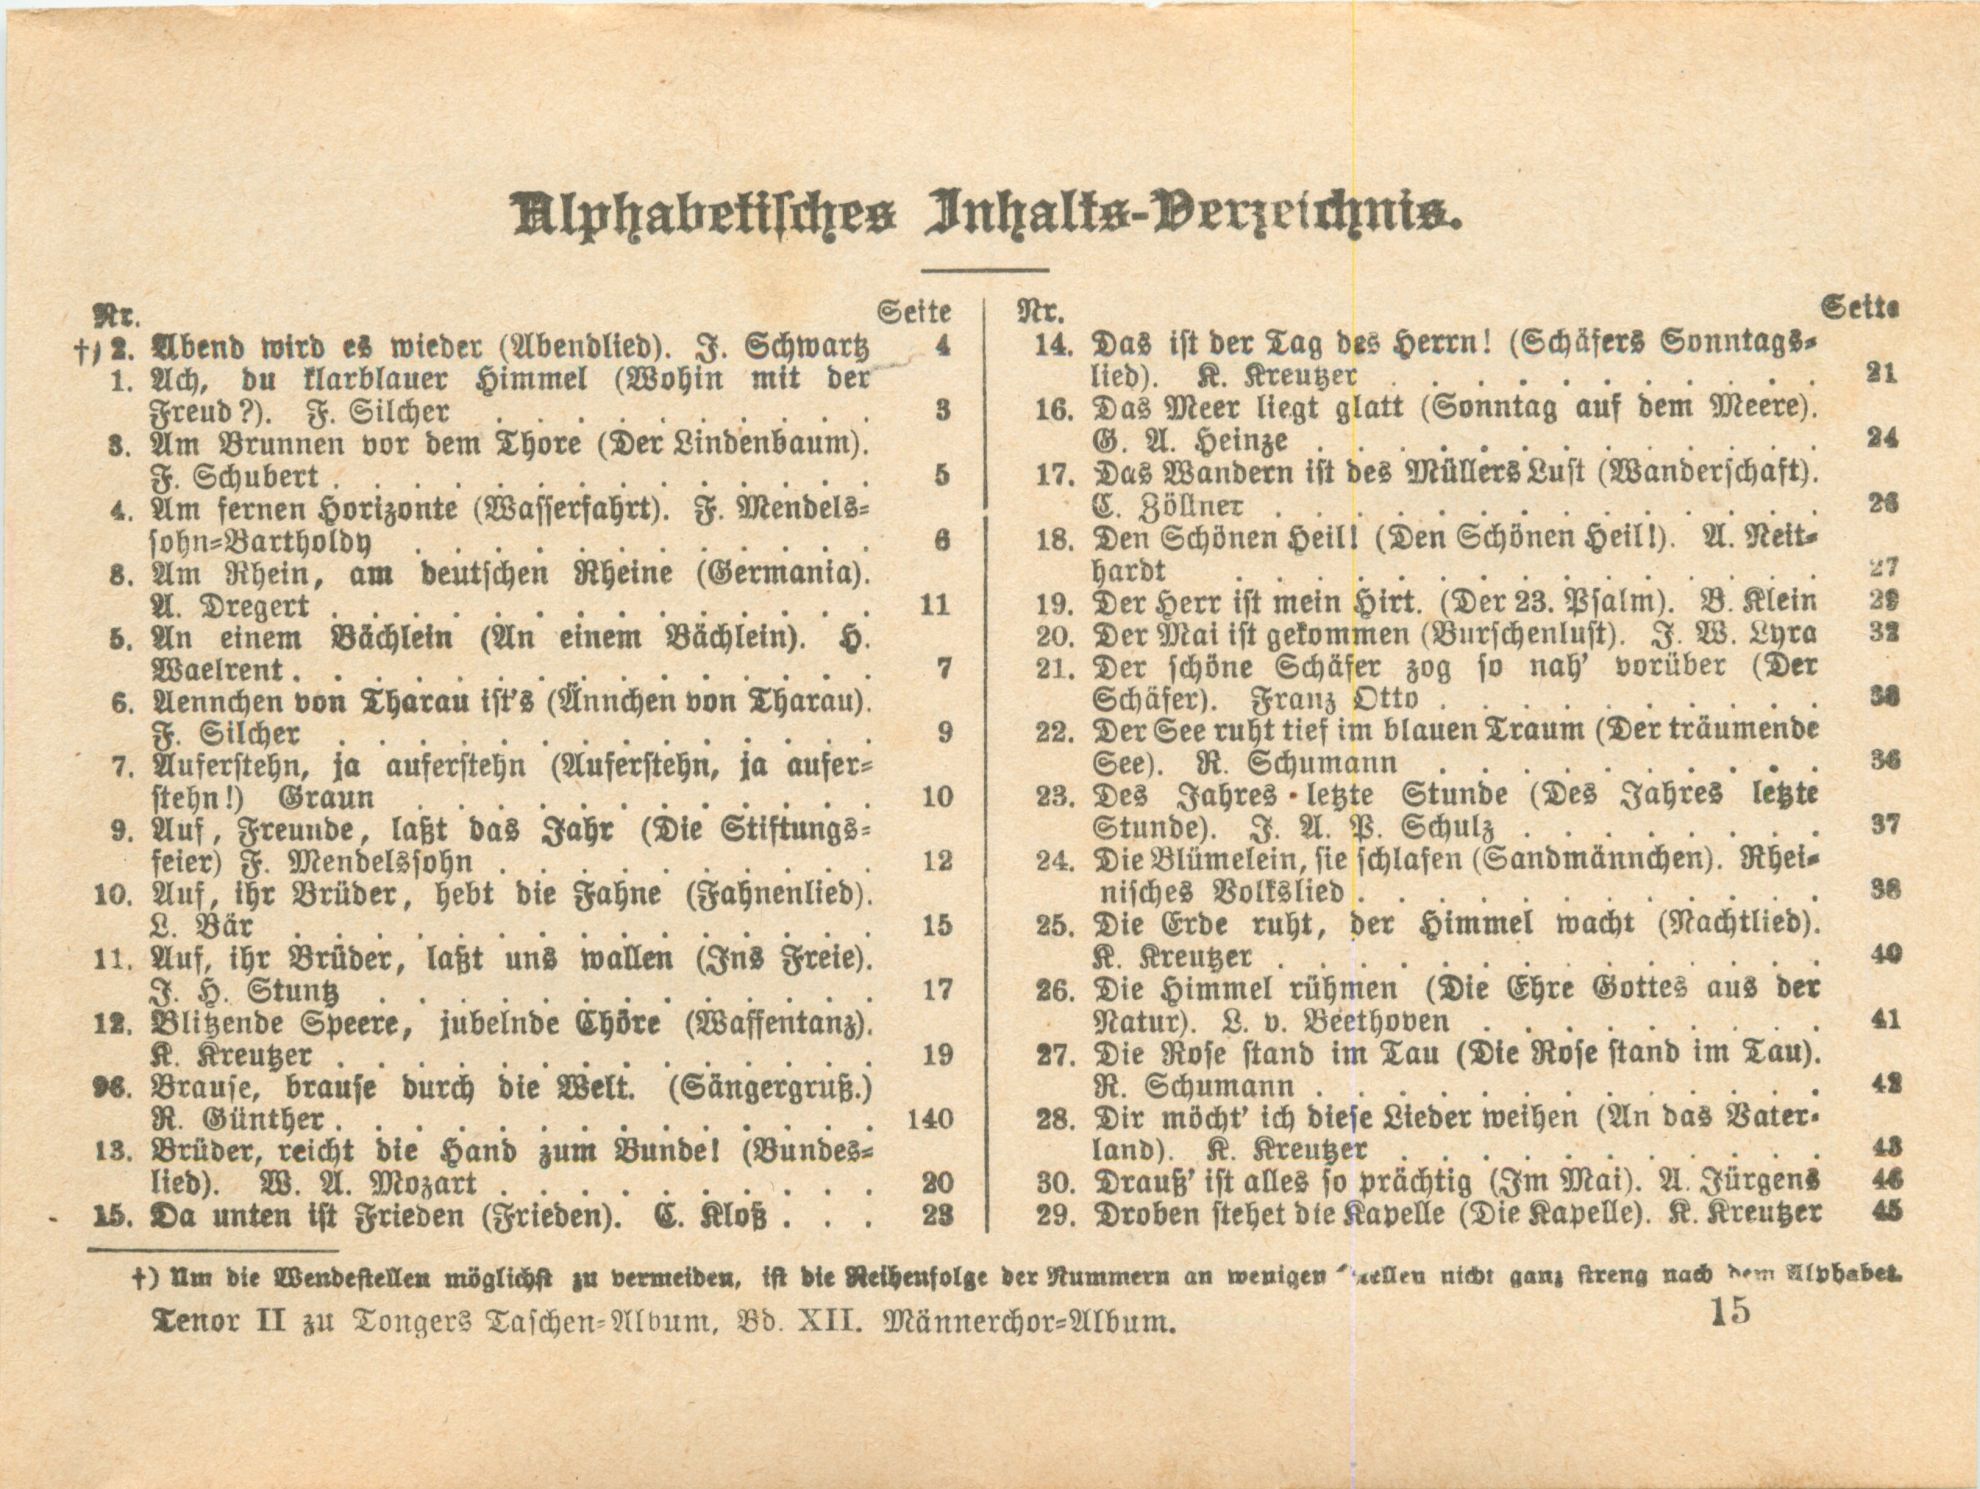 Alphabetisches Inhalts-Verzeichnis.
Nr. Seite
†) 2. Abend wird es wieder (Abendlied). J. Schwartz 4
1. Ach, du klarblauer Himmel (Wohin mit der
Freud?). F. Silcher . . . . . . . . . . 3
3. Am Brunnen vor dem Thore (Der Lindenbaum).
F. Schubert . . . . . . . . . . . . . . 5
4. Am fernen Horizonte (Wasserfahrt). F. Mendels=
sohn=Bartholdy . . . . . . . . . . . . 6
8. Am Rhein, am deutschen Rheine (Germania).
A. Dregert . . . . . . . . . . . . . . 11
5. An einem Bächlein (An einem Bächlein). H.
Waelrent . . . . . . . . . . . . . . . 7
6. Aennchen von Tharau ist's (Ännchen von Tharau).
F. Silcher . . . . . . . . . . . . . . 9
7. Auferstehn, ja auferstehn (Auferstehn, ja aufer=
stehn!) Graun . . . . . . . . . . . . 10
9. Auf, Freunde, laßt das Jahr (Die Stiftungs=
feier) F. Mendelssohn . . . . . . . . . 12
10. Auf, ihr Brüder, hebt die Fahne (Fahnenlied).
L. Bär . . . . . . . . . . . . . . . 15
11. Auf, ihr Brüder, laßt uns wallen (Ins Freie).
J. H. Stuntz . . . . . . . . . . . . . 17
12. Blitzende Speere, jubelnde Chöre (Waffentanz).
K. Kreutzer . . . . . . . . . . . . . . 19
96. Brause, brause durch die Welt. (Sängergruß.)
R. Günther . . . . . . . . . . . . . . 140
13. Brüder, reicht die Hand zum Bunde! (Bundes=
lied). W. A. Mozart . . . . . . . . . . 20
15. Da unten ist Frieden (Frieden). C. Kloß . . . 23
Nr. Seite
14. Das ist der Tag des Herrn! (Schäfers Sonntags=
lied). K. Kreutzer . . . . . . . . . . . 21
16. Das Meer liegt glatt (Sonntag auf dem Meere).
G. A. Heinze . . . . . . . . . . . . . 24
17. Das Wandern ist des Müllers Lust (Wanderschaft).
C. Zöllner . . . . . . . . . . . . . . 26
18. Den Schönen Heil! (Den Schönen Heil!). A. Neit=
hardt . . . . . . . . . . . . . . . 27
19. Der Herr ist mein Hirt. (Der 23. Psalm). B. Klein 29
20. Der Mai ist gekommen (Burschenlust). J. W. Lyra 32
21. Der schöne Schäfer zog so nah' vorüber (Der
Schäfer). Franz Otto . . . . . . . . . .
22. Der See ruht tief im blauen Traum (Der träumende
See). R. Schumann . . . . . . . . . . 36
23. Des Jahres letzte Stunde (Des Jahres letzte
Stunde). J. A. P. Schulz . . . . . . . . 37
24. Die Blümelein, sie schlafen (Sandmännchen). Rhei=
nisches Volkslied . . . . . . . . . . . . 38
25. Die Erde ruht, der Himmel wacht (Nachtlied).
K. Kreutzer . . . . . . . . . . . . . . 40
26. Die Himmel rühmen (Die Ehre Gottes aus der
Natur). L. v. Beethoven . . . . . . . . . 41
27. Die Rose stand im Tau (Die Rose stand im Tau).
R. Schumann . . . . . . . . . . . . . 42
28. Dir möcht' ich diese Lieder weihen (An das Vater=
land). K. Kreutzer . . . . . . . . . . . 43
30. Drauß' ist alles so prächtig (Im Mai). A. Jürgens 46
29. Droben stehet die Kapelle (Die Kapelle). K. Kreutzer 45
†) Um die Wendestellen möglichst zu vermeiden, ist die Reihenfolge der Nummern an wenigen Stellen nicht ganz streng nach dem Alphabet.
Tenor II zu Tongers Taschen=Album, Bd. XII. Männerchor=Album. 15